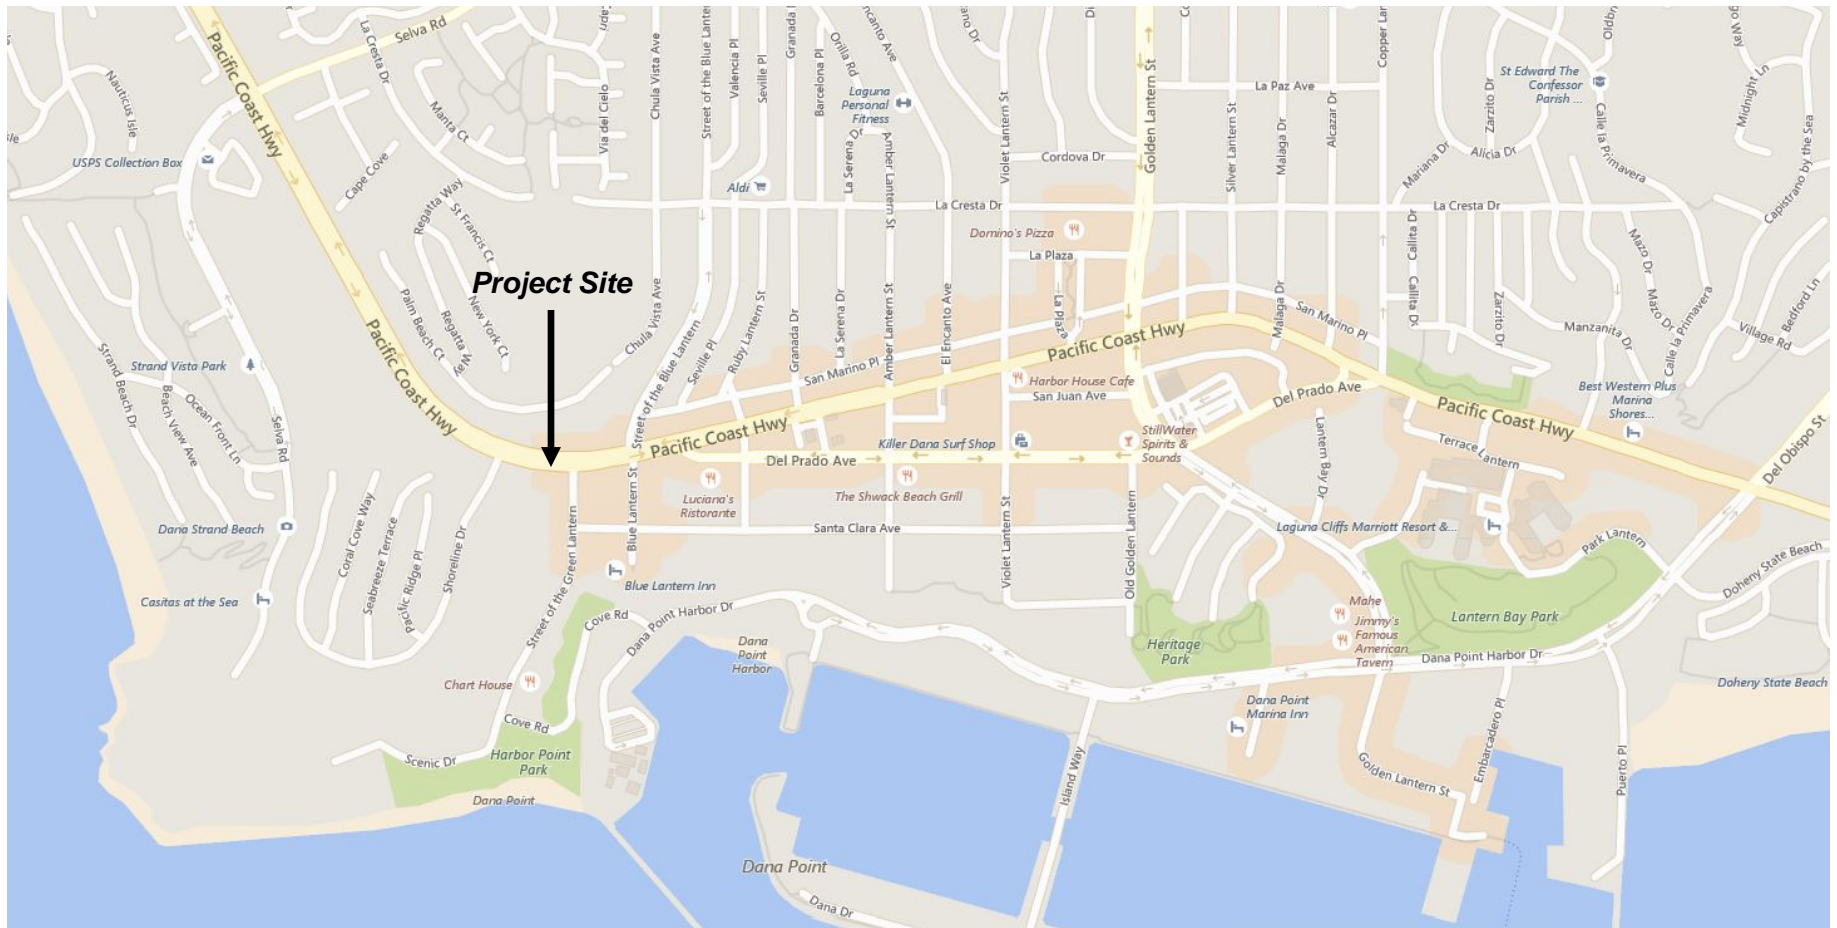 Pacific Coast Hwy
Selva Rd
La Cresta Dr
Nauticus Isle
Manta Ct
Via del Cielo
Chula Vista Ave
Street of the Blue Lantern
Valencia Pl
Seville Pl
Barcelona Pl
Orilla Rd
Laguna
Personal
Fitness
La Serena Dr
Amber Lantern St
Violet Lantern St
Cordova Dr
Golden Lantern St
La Paz Ave
Silver Lantern St
Malaga Dr
Alcazar Dr
Zarzito Dr
St Edward The
Confessor
Parish ...
Calle la Primavera
Midnight Ln
Capistrano by the Sea
Mariana Dr
Alicia Dr
USPS Collection Box
Cape Cove
Regatta Way
St Francis Ct
Aldi
La Cresta Dr
La Cresta Dr
Domino's Pizza
La Plaza
La Plaza
Callita Dr
Callita Dr
Zarzito Dr
Mazo Dr
Mazo Dr
Calle la Primavera
Bedford Ln
Village Rd
Manzanita Dr
Project Site
Palm Beach Ct
Regatta Way
New York Ct
Chula Vista Ave
Street of the Blue Lantern
Seville Pl
Ruby Lantern St
Granada Dr
La Serena Dr
Amber Lantern St
El Encanto Ave
San Marino Pl
Pacific Coast Hwy
Malaga Dr
San Marino Pl
Pacific Coast Hwy
Strand Vista Park
Strand Beach Dr
Beach View Ave
Ocean Front Ln
Selva Rd
Harbor House Cafe
San Juan Ave
Del Prado Ave
Best Western Plus
Marina
Shores...
Pacific Coast Hwy
Pacific Coast Hwy
Killer Dana Surf Shop
StillWater
Spirits &
Sounds
Lantern Bay Dr
Terrace Lantern
Del Obispo St
Del Prado Ave
Luciana's
Ristorante
The Shwack Beach Grill
Blue Lantern St
Santa Clara Ave
Violet Lantern St
Old Golden Lantern
Laguna Cliffs Marriott Resort &...
Park Lantern
Doheny State Beach
Dana Strand Beach
Coral Cove Way
Seabreeze Terrace
Pacific Ridge Pl
Shoreline Dr
Street of the Green Lantern
Casitas at the Sea
Blue Lantern Inn
Cove Rd
Dana Point Harbor Dr
Dana
Point
Harbor
Heritage
Park
Mahe
Jimmy's
Famous
American
Tavern
Lantern Bay Park
Dana Point Harbor Dr
Doheny State Beach
Chart House
Cove Rd
Scenic Dr
Harbor Point
Park
Dana Point
Dana Point
Marina Inn
Island Way
Golden Lantern St
Embarcadero Pl
Puerto Pl
Dana Point
Dana Dr